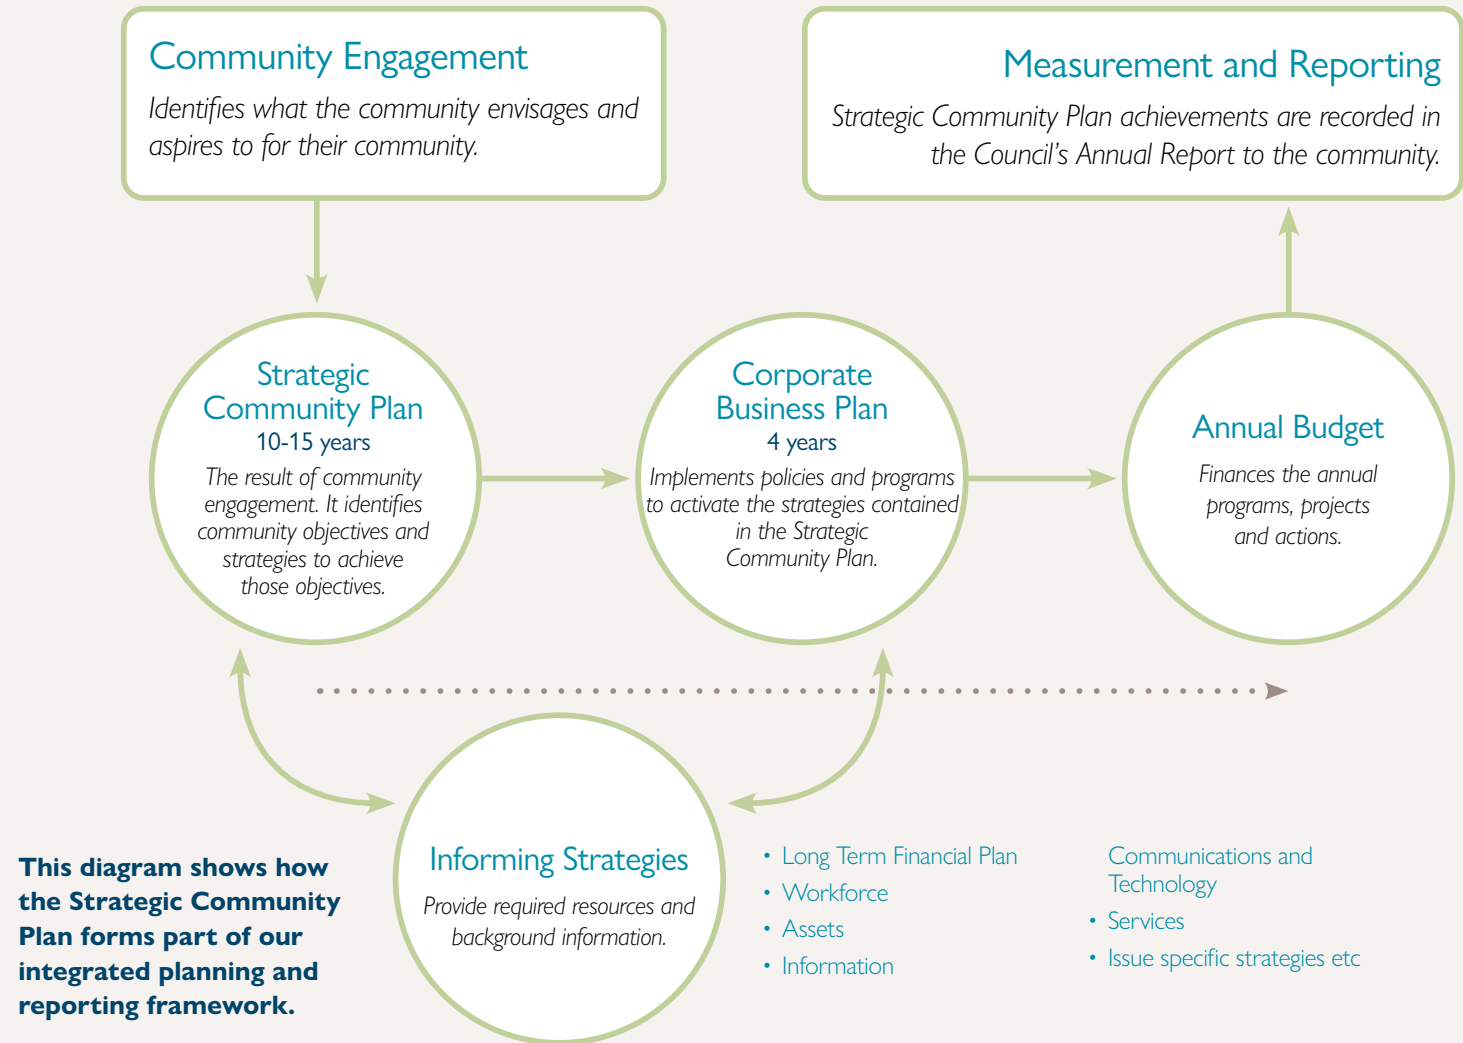 Community Engagement
Identifies what the community envisages and
aspires to for their community.
Measurement and Reporting
Strategic Community Plan achievements are recorded in
the Council's Annual Report to the community.
Strategic
Community Plan
10-15 years
The result of community
engagement. It identifies
community objectives and
strategies to achieve
those objectives.
Corporate
Business Plan
4 years
Implements policies and programs
to activate the strategies contained
in the Strategic
Community Plan.
Annual Budget
Finances the annual
programs, projects
and actions.
This diagram shows how
the Strategic Community
Plan forms part of our
integrated planning and
reporting framework.
Informing Strategies
Provide required resources and
background information.
• Long Term Financial Plan
• Workforce
• Assets
• Information
Communications and
Technology
• Services
• Issue specific strategies etc